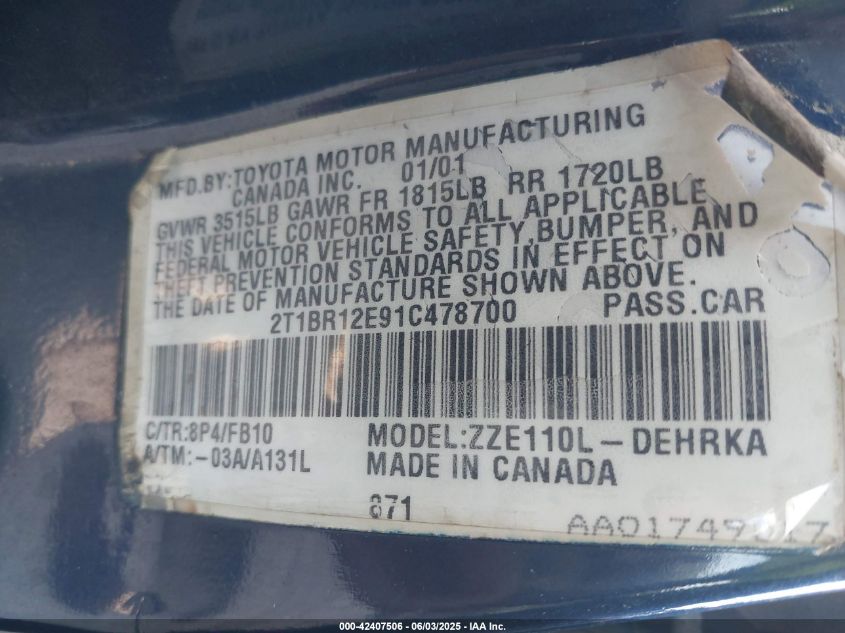 MFD.BY:TOYOTA MOTOR MANUFACTURING
CANADA INC. 01/01
GVWR 3515LB GAWR FR 1815LB RR 1720LB
THIS VEHICLE CONFORMS TO ALL APPLICABLE
FEDERAL MOTOR VEHICLE SAFETY,BUMPER, AND
THEFT PREVENTION STANDARDS IN EFFECT ON
THE DATE OF MANUFACTURE SHOWN ABOVE.
2T1BR12E91C478700 PASS.CAR
C/TR:8P4/FB10 MODEL:ZZE110L-DEHRKA
A/TM:-03A/A131L MADE IN CANADA
871
000-42407506 - 06/03/2025 - IAA Inc.